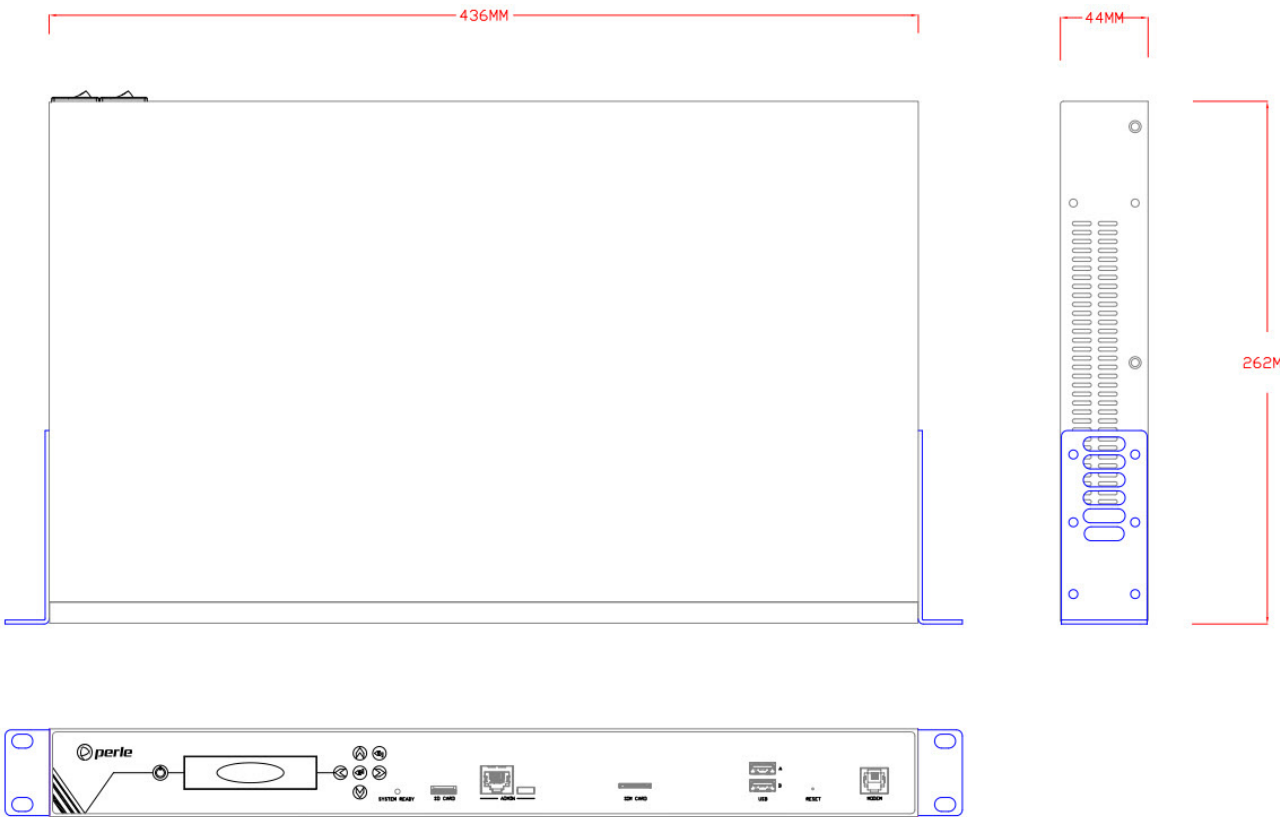 436MM
44MM
262M
perle
SYSTEM READY
SD CARD
ADMIN
SIM CARD
A
B
USB
RESET
MODEM